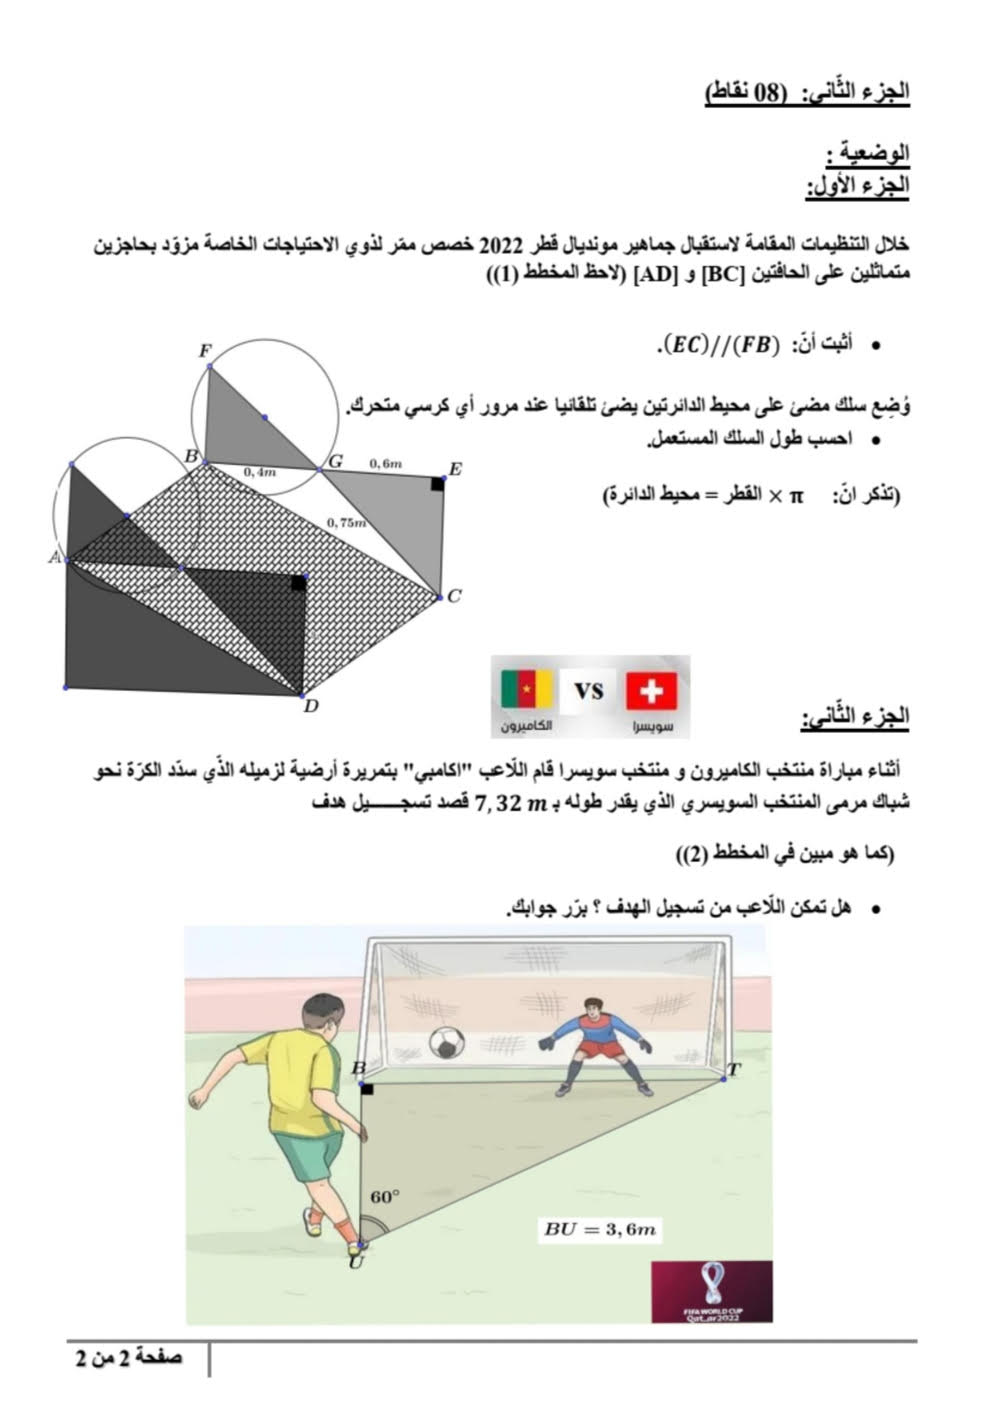 الجزء الثّاني: (08 نقاط)
الوضعية :
الجزء الأول:
خلال التنظيمات المقامة لاستقبال جماهير مونديال قطر 2022 خصص ممّر لذوي الاحتياجات الخاصة مزوّد بحاجزين
متماثلين على الحافتين [BC] و [AD] (لاحظ المخطط (1))
• أثبت أنّ: (EC)//(FB).
وُضِع سلك مضئ على محيط الدائرتين يضئ تلقائيا عند مرور أي كرسي متحرك.
• احسب طول السلك المستعمل.
(تذكر انّ: π × القطر = محيط الدائرة)
F
B
G
E
0,4m
0,6m
0,75m
A
C
D
VS
الكاميرون
سويسرا
الجزء الثّاني:
أثناء مباراة منتخب الكاميرون و منتخب سويسرا قام اللّاعب "اكامبي" بتمريرة أرضية لزميله الذّي سدّد الكرّة نحو
شباك مرمى المنتخب السويسري الذي يقدر طوله بـ 7,32 m قصد تسجـــــيل هدف
(كما هو مبين في المخطط (2))
• هل تمكن اللّاعب من تسجيل الهدف ؟ برّر جوابك.
B
T
60°
BU = 3,6m
U
FIFA WORLD CUP
Qatar2022
صفحة 2 من 2